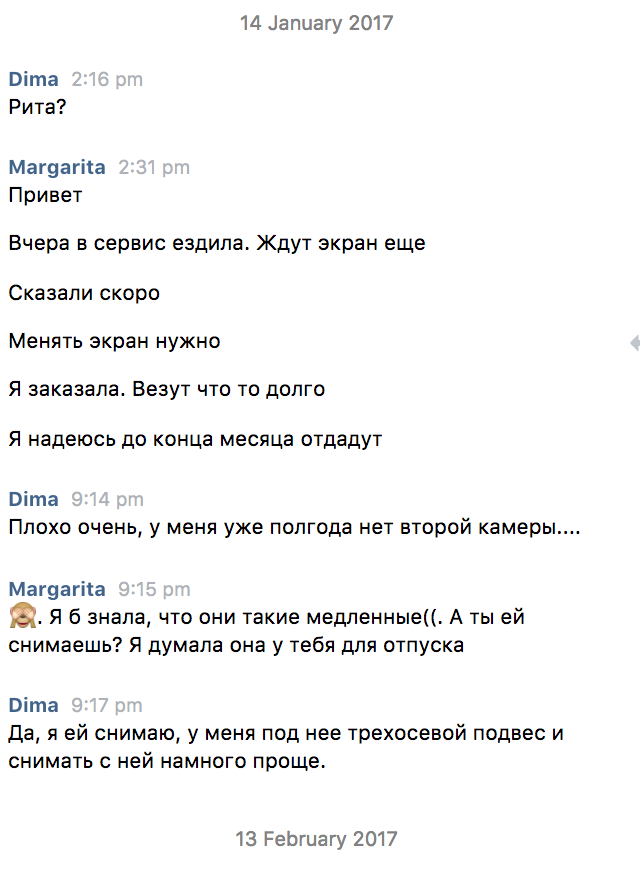 14 January 2017
Dima 2:16 pm
Рита?
Margarita 2:31 pm
Привет
Вчера в сервис ездила. Ждут экран еще
Сказали скоро
Менять экран нужно
Я заказала. Везут что то долго
Я надеюсь до конца месяца отдадут
Dima 9:14 pm
Плохо очень, у меня уже полгода нет второй камеры....
Margarita 9:15 pm
🙈. Я б знала, что они такие медленные((. А ты ей
снимаешь? Я думала она у тебя для отпуска
Dima 9:17 pm
Да, я ей снимаю, у меня под нее трехосевой подвес и
снимать с ней намного проще.
13 February 2017